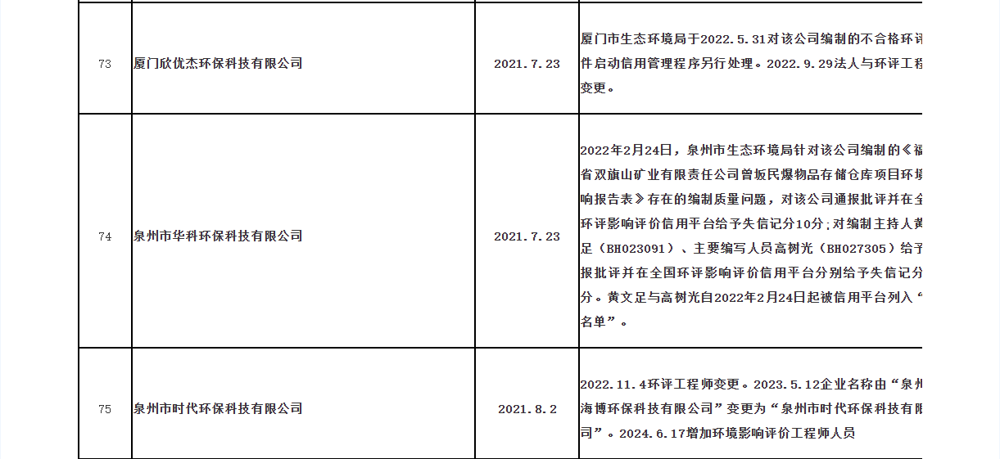 厦门市生态环境局于2022.5.31对该公司编制的不合格环评
73 厦门欣优杰环保科技有限公司 2021.7.23 件启动信用管理程序另行处理。2022.9.29法人与环评工程
变更。
2022年2月24日，泉州市生态环境局针对该公司编制的《福
省双旗山矿业有限责任公司曾坂民爆物品存储仓库项目环境
响报告表》存在的编制质量问题，对该公司通报批评并在全
74 泉州市华科环保科技有限公司 2021.7.23 环评影响评价信用平台给予失信记分10分;对编制主持人黄
足（BH023091）、主要编写人员高树光（BH027305）给予
报批评并在全国环评影响评价信用平台分别给予失信记分
分。黄文足与高树光自2022年2月24日起被信用平台列入“
名单”。
2022.11.4环评工程师变更。2023.5.12企业名称由“泉州
75 泉州市时代环保科技有限公司 2021.8.2 海博环保科技有限公司”变更为“泉州市时代环保科技有限
司”。2024.6.17增加环境影响评价工程师人员